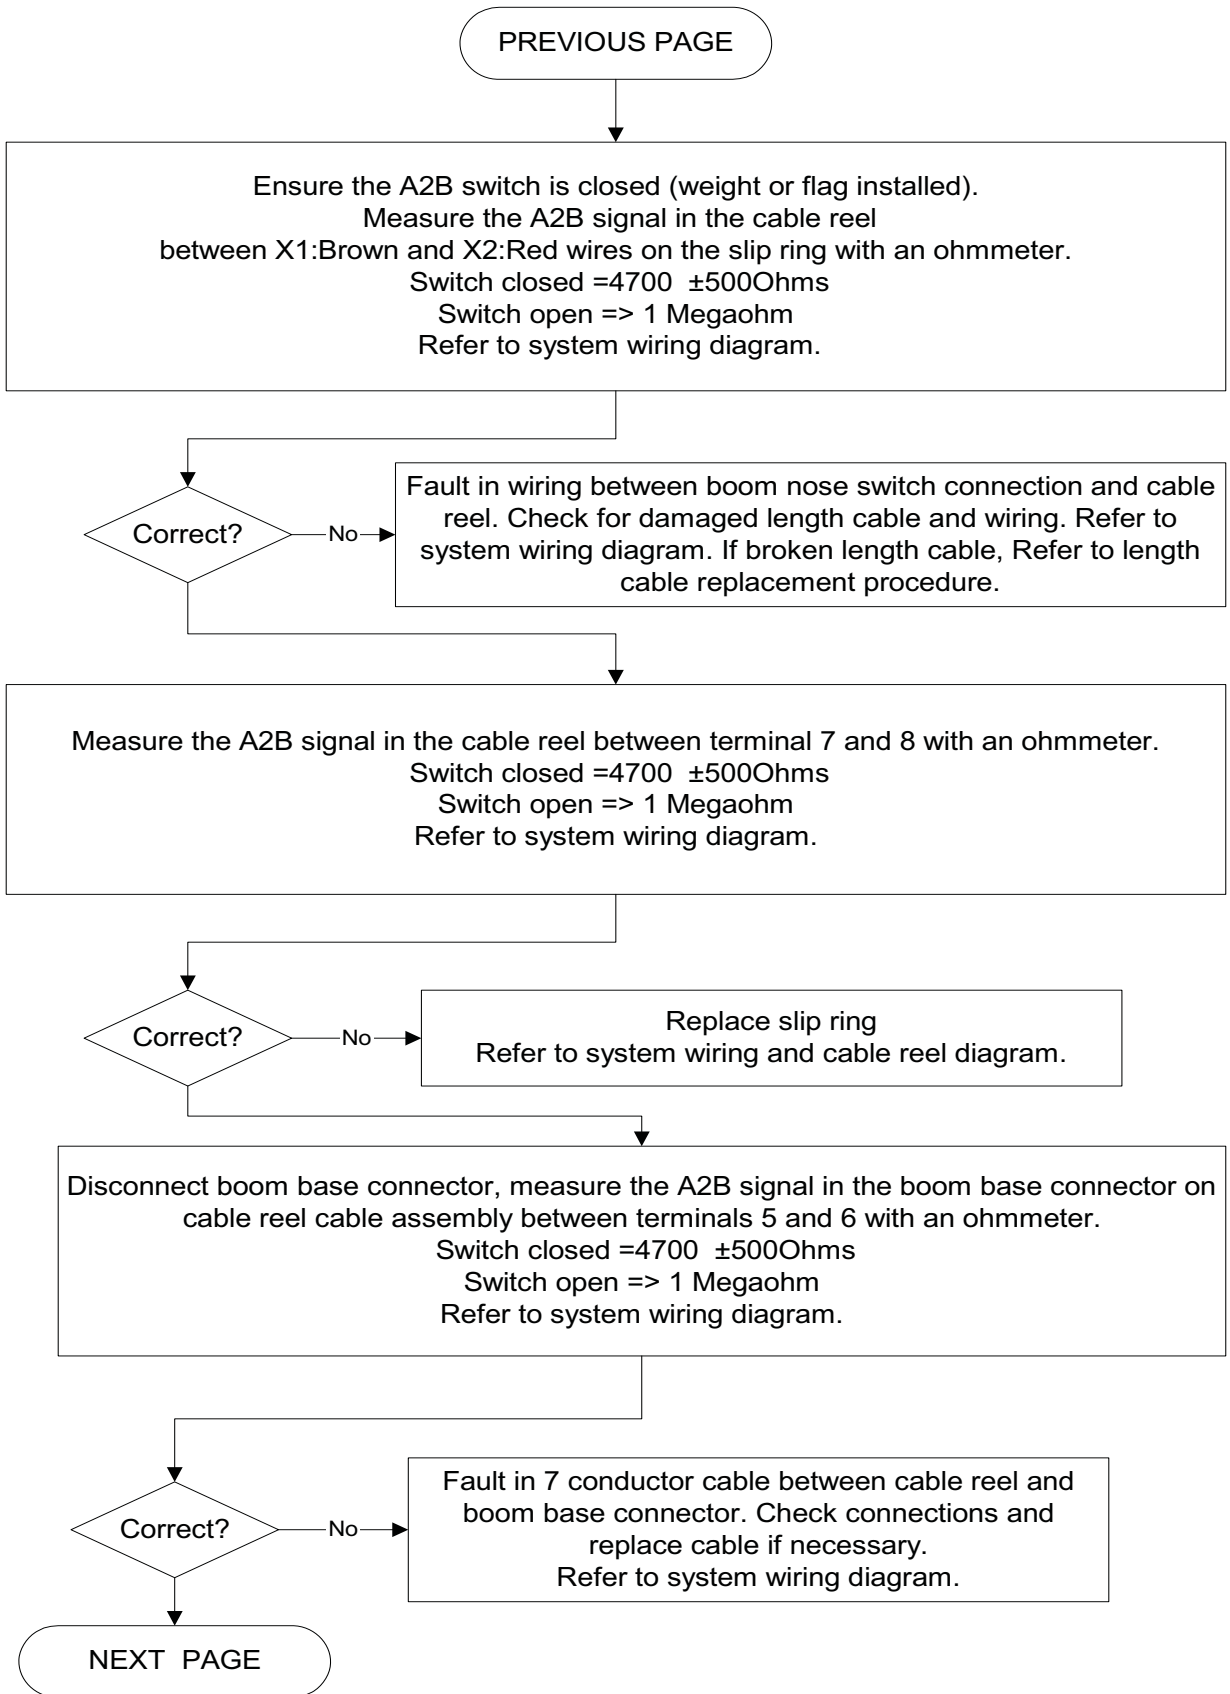 PREVIOUS PAGE
Ensure the A2B switch is closed (weight or flag installed).
Measure the A2B signal in the cable reel
between X1:Brown and X2:Red wires on the slip ring with an ohmmeter.
Switch closed =4700  ±500Ohms
Switch open => 1 Megaohm
Refer to system wiring diagram.
Correct?
No
Fault in wiring between boom nose switch connection and cable
reel. Check for damaged length cable and wiring. Refer to
system wiring diagram. If broken length cable, Refer to length
cable replacement procedure.
Measure the A2B signal in the cable reel between terminal 7 and 8 with an ohmmeter.
Switch closed =4700  ±500Ohms
Switch open => 1 Megaohm
Refer to system wiring diagram.
Correct?
No
Replace slip ring
Refer to system wiring and cable reel diagram.
Disconnect boom base connector, measure the A2B signal in the boom base connector on
cable reel cable assembly between terminals 5 and 6 with an ohmmeter.
Switch closed =4700  ±500Ohms
Switch open => 1 Megaohm
Refer to system wiring diagram.
Correct?
No
Fault in 7 conductor cable between cable reel and
boom base connector. Check connections and
replace cable if necessary.
Refer to system wiring diagram.
NEXT  PAGE